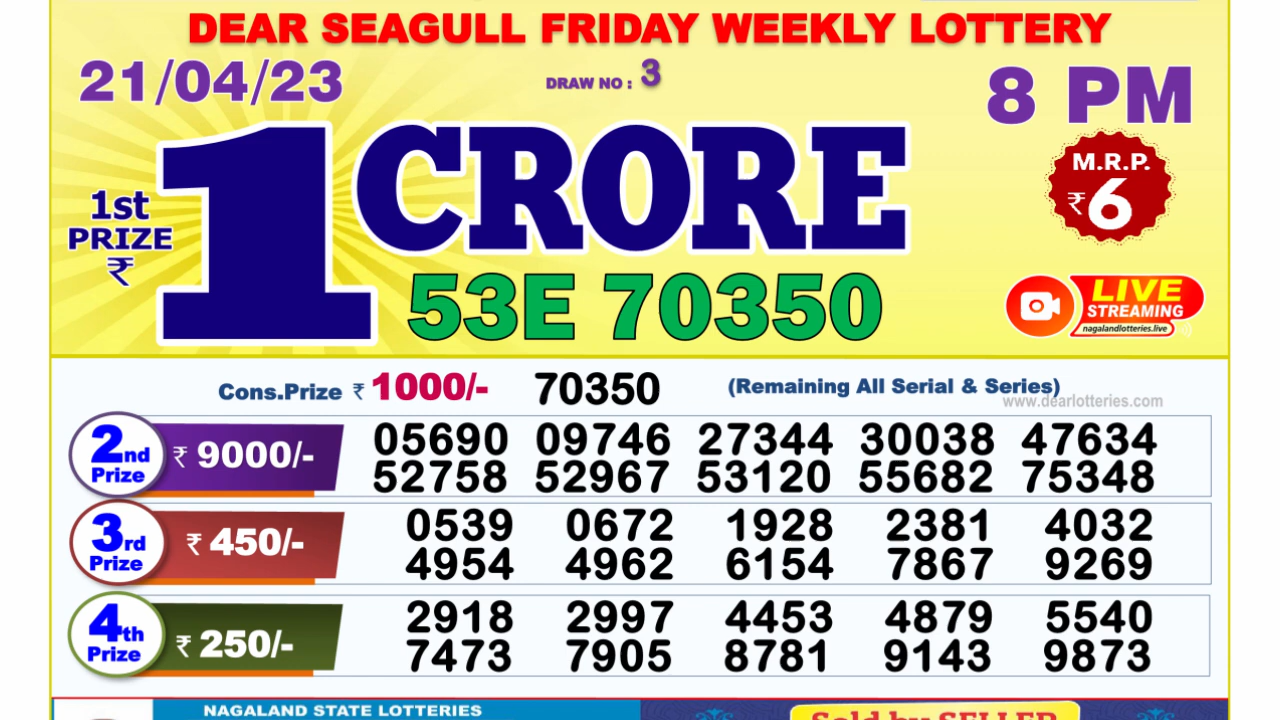 DEAR SEAGULL FRIDAY WEEKLY LOTTERY
21/04/23
DRAW NO : 3
8 PM
1st
PRIZE
₹
1 CRORE
M.R.P.
₹ 6
53E 70350
LIVE
STREAMING
nagalandlotteries.live
Cons.Prize ₹ 1000/- 70350 (Remaining All Serial & Series)
www.dearlotteries.com
2nd
Prize
₹ 9000/-
05690 09746 27344 30038 47634
52758 52967 53120 55682 75348
3rd
Prize
₹ 450/-
0539 0672 1928 2381 4032
4954 4962 6154 7867 9269
4th
Prize
₹ 250/-
2918 2997 4453 4879 5540
7473 7905 8781 9143 9873
NAGALAND STATE LOTTERIES
Sold by SELLER